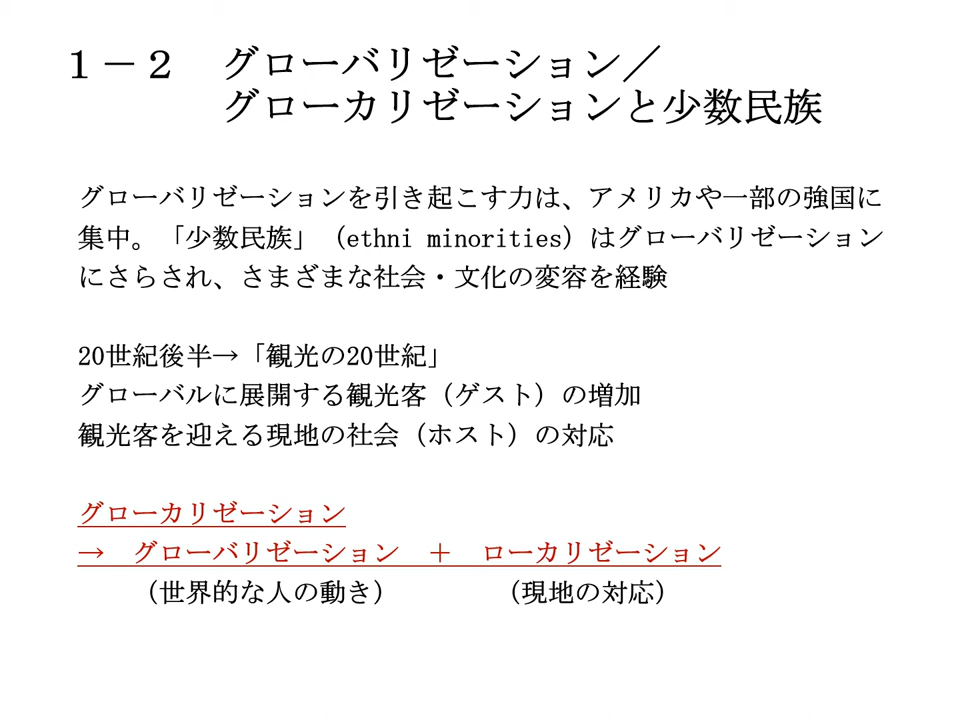 １－２　グローバリゼーション／
グローカリゼーションと少数民族
グローバリゼーションを引き起こす力は、アメリカや一部の強国に
集中。「少数民族」（ethni minorities）はグローバリゼーション
にさらされ、さまざまな社会・文化の変容を経験
20世紀後半→「観光の20世紀」
グローバルに展開する観光客（ゲスト）の増加
観光客を迎える現地の社会（ホスト）の対応
グローカリゼーション
→　グローバリゼーション　＋　ローカリゼーション
（世界的な人の動き）　（現地の対応）